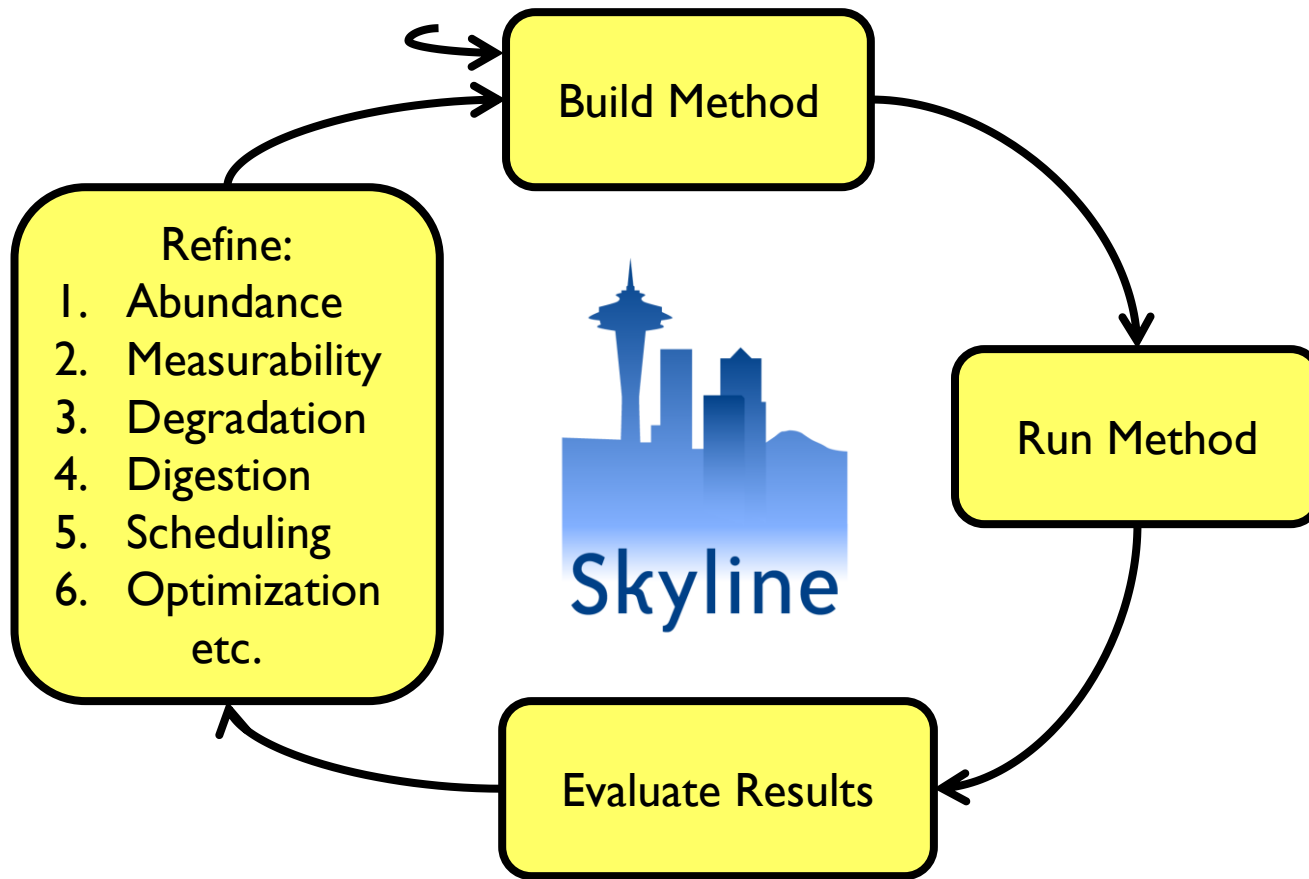 Build Method
Refine:
1. Abundance
2. Measurability
3. Degradation
4. Digestion
5. Scheduling
6. Optimization
etc.
Skyline
Run Method
Evaluate Results